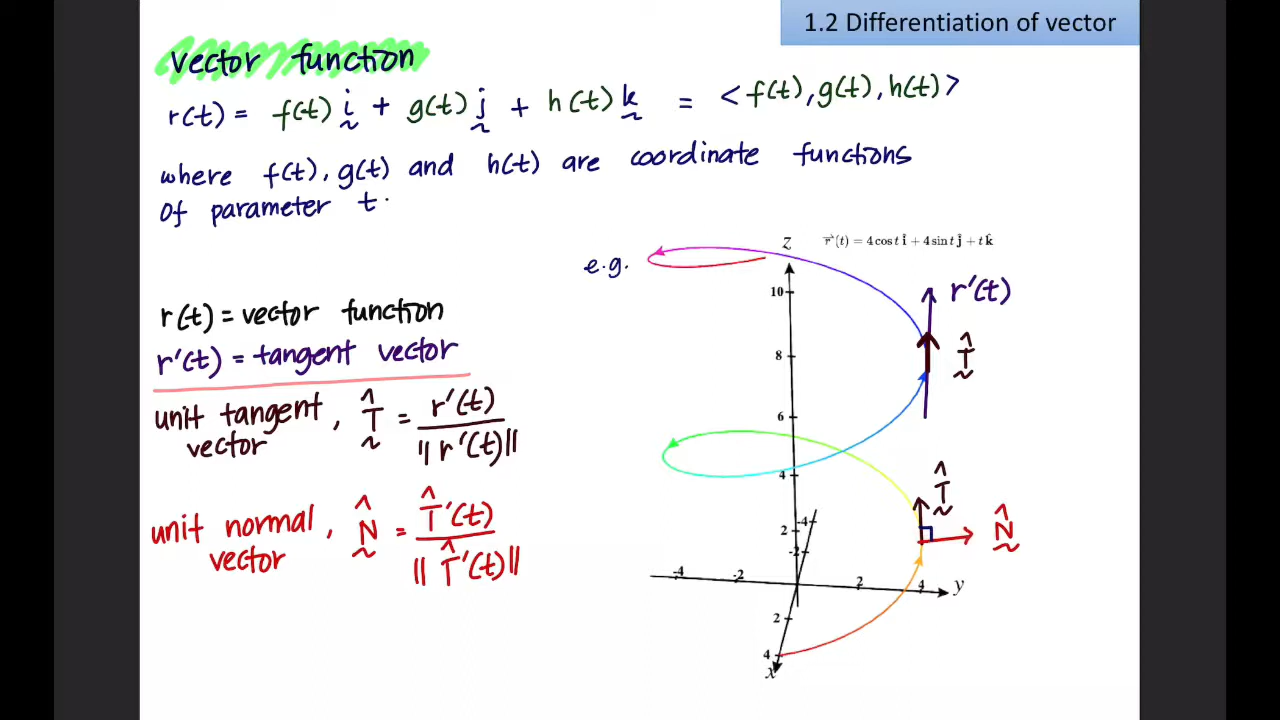 1.2 Differentiation of vector
vector function
r(t) = f(t) i + g(t) j + h(t) k = <f(t), g(t), h(t)>
where f(t), g(t) and h(t) are coordinate functions
of parameter t.
e.g.
z
r⃗(t) = 4 cos t î + 4 sin t ĵ + t k̂
r(t) = vector function
r'(t) = tangent vector
unit tangent vector, T̂ = r'(t) / ||r'(t)||
unit normal vector, N̂ = T̂'(t) / ||T̂'(t)||
10
r'(t)
8
T̂
6
4
T̂
-4
2
N̂
-2
-4
-2
2
4
y
2
4
x